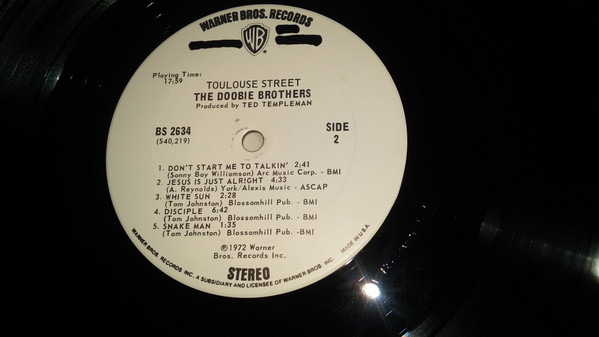 WARNER BROS. RECORDS
WB
Playing Time:
17:59
TOULOUSE STREET
THE DOOBIE BROTHERS
Produced by TED TEMPLEMAN
BS 2634
(S40,219)
SIDE
2
1. DON'T START ME TO TALKIN' 2:41
(Sonny Boy Williamson) Arc Music Corp. - BMI
2. JESUS IS JUST ALRIGHT 4:33
(A. Reynolds) York/Alexis Music - ASCAP
3. WHITE SUN 2:28
(Tom Johnston) Blossomhill Pub. - BMI
4. DISCIPLE 6:42
(Tom Johnston) Blossomhill Pub. - BMI
5. SNAKE MAN 1:35
(Tom Johnston) Blossomhill Pub. -BMI
℗1972 Warner
Bros. Records Inc.
STEREO
WARNER BROS. RECORDS INC. A SUBSIDIARY AND LICENSEE OF WARNER BROS. INC. MADE IN U.S.A.